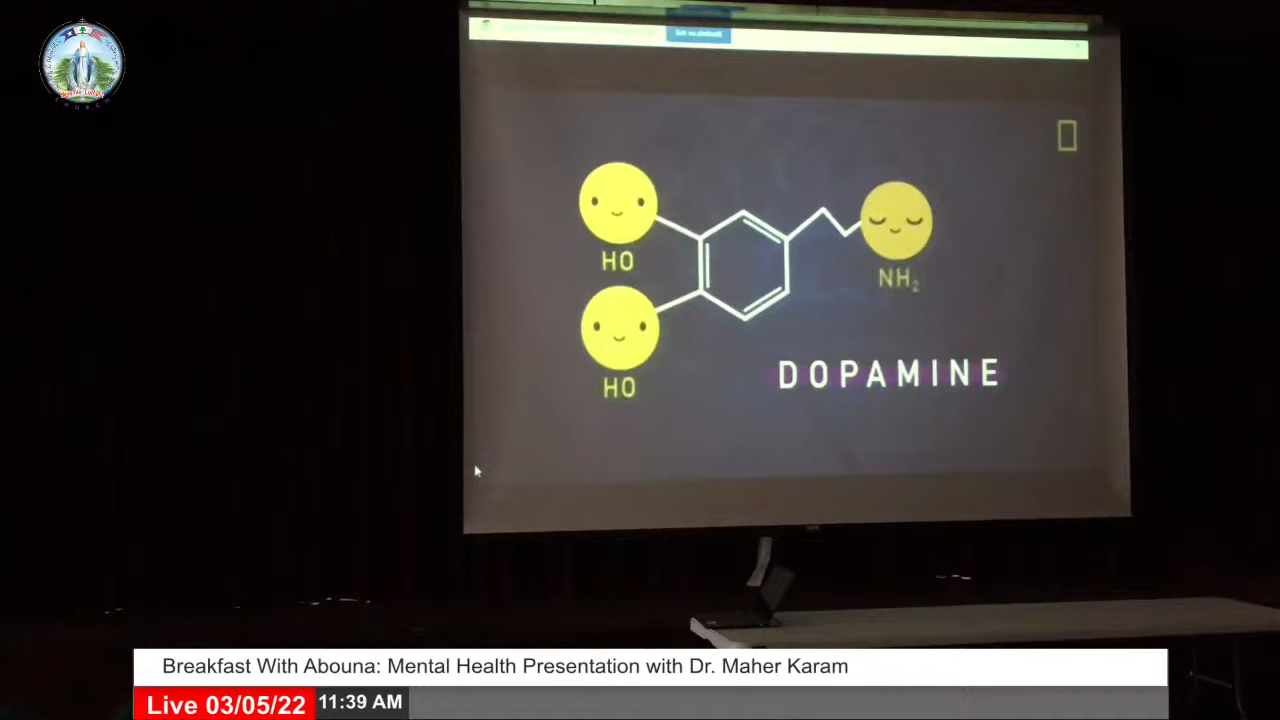 HO
NH₂
HO
DOPAMINE
CHURCH
Breakfast With Abouna: Mental Health Presentation with Dr. Maher Karam
Live 03/05/22
11:39 AM